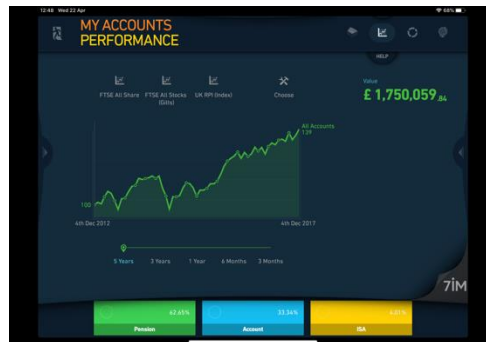 12:48 Wed 22 Apr
68%
MY ACCOUNTS
PERFORMANCE
HELP
FTSE All Share
FTSE All Stocks
(Gilts)
UK RPI (Index)
Choose
Value
£ 1,750,059.84
All Accounts
139
100
4th Dec 2012
4th Dec 2017
5 Years
3 Years
1 Year
6 Months
3 Months
7iM
62.65%
Pension
33.34%
Account
ISA